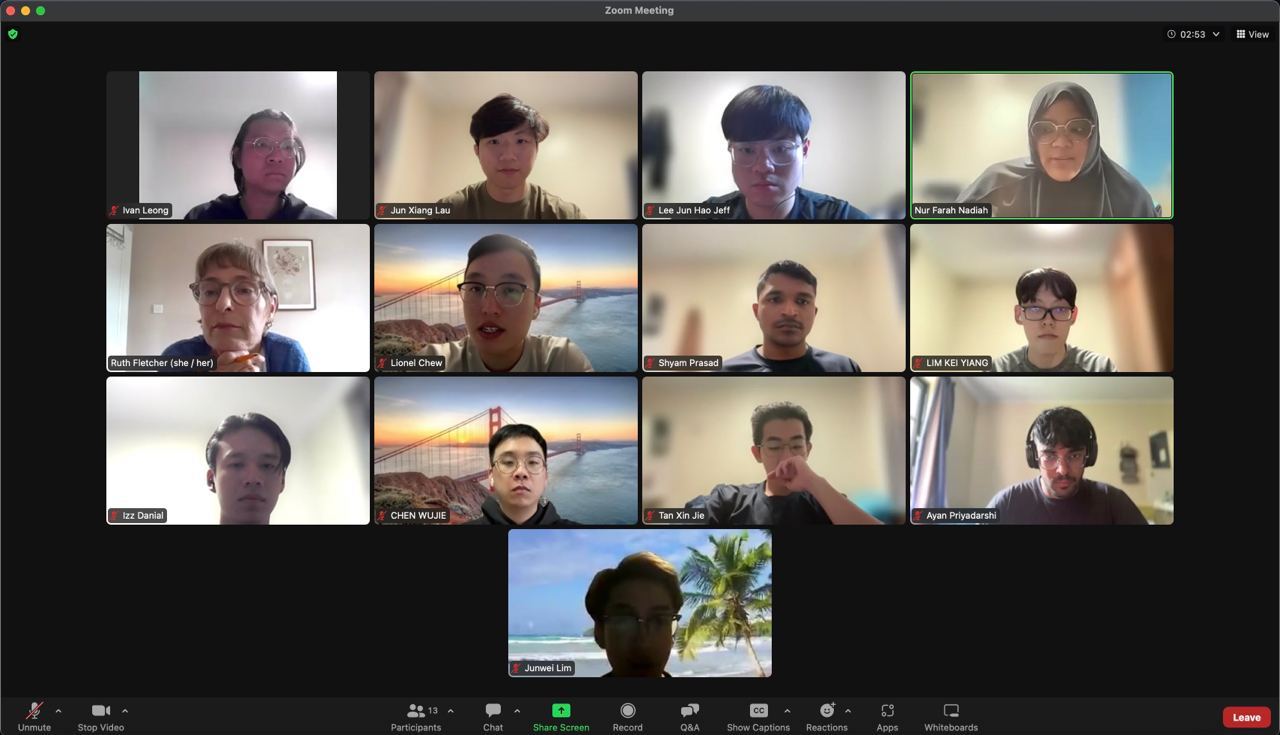 Zoom Meeting
02:53
View
Ivan Leong
Jun Xiang Lau
Lee Jun Hao Jeff
Nur Farah Nadiah
Ruth Fletcher (she / her)
Lionel Chew
Shyam Prasad
LIM KEI YIANG
Izz Danial
CHEN WUJIE
Tan Xin Jie
Ayan Priyadarshi
Junwei Lim
Unmute
Stop Video
13
Participants
Chat
Share Screen
Record
Q&A
CC
Show Captions
Reactions
Apps
Whiteboards
Leave